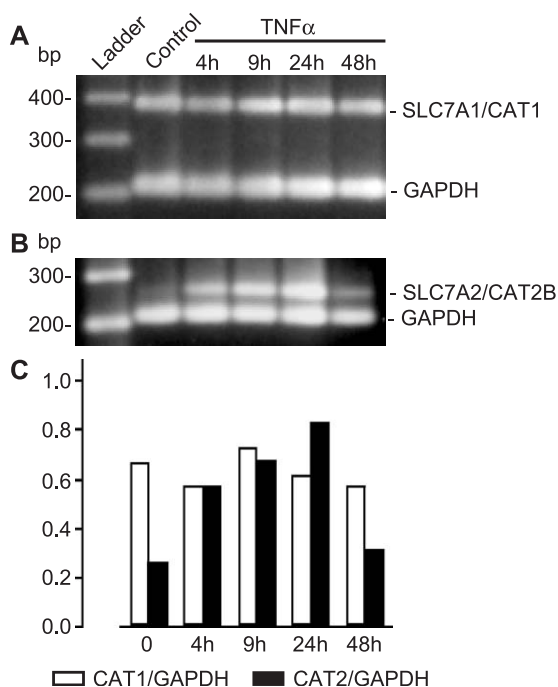 A
bp
Ladder
Control
TNFα
4h 9h 24h 48h
400-
300-
200-
- SLC7A1/CAT1
- GAPDH
B
bp
300-
200-
- SLC7A2/CAT2B
- GAPDH
C
1.0
0.8
0.6
0.4
0.2
0
0 4h 9h 24h 48h
CAT1/GAPDH CAT2/GAPDH